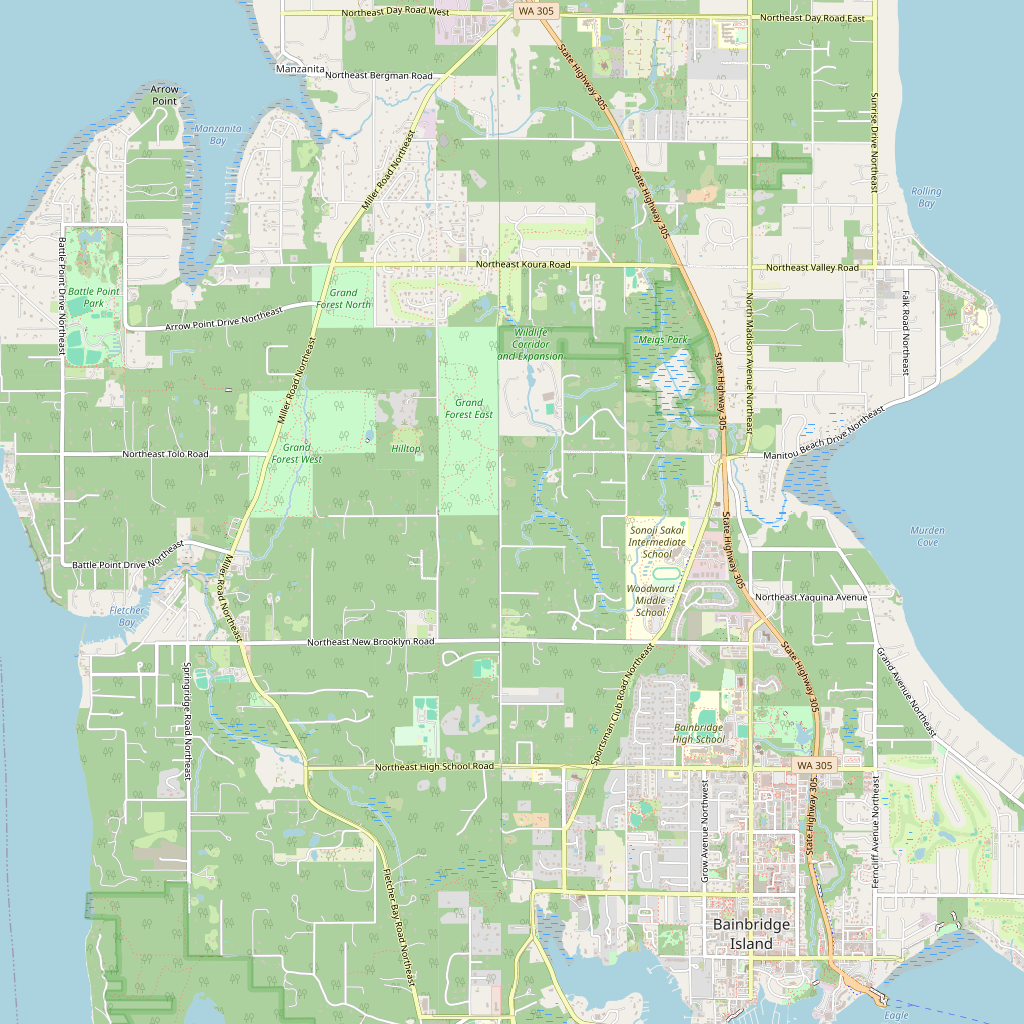 Northeast Day Road West
WA 305
Northeast Day Road East
Manzanita
Northeast Bergman Road
State Highway 305
Arrow
Point
Manzanita
Bay
Sunrise Drive Northeast
Miller Road Northeast
State Highway 305
Rolling
Bay
Battle Point Drive Northeast
Northeast Koura Road
Northeast Valley Road
Battle Point
Park
Grand
Forest North
Arrow Point Drive Northeast
North Madison Avenue Northeast
Falk Road Northeast
Wildlife
Corridor
and Expansion
Meigs Park
Miller Road Northeast
State Highway 305
Grand
Forest East
Manitou Beach Drive Northeast
Grand
Forest West
Hilltop
Northeast Tolo Road
Sonoji Sakai
Intermediate
School
State Highway 305
Murden
Cove
Battle Point Drive Northeast
Miller Road Northeast
Woodward
Middle
School
Northeast Yaquina Avenue
Fletcher
Bay
Northeast New Brooklyn Road
Springridge Road Northeast
Sportsman Club Road Northeast
State Highway 305
Grand Avenue Northeast
Bainbridge
High School
Northeast High School Road
WA 305
Grow Avenue Northwest
State Highway 305
Ferncliff Avenue Northeast
Fletcher Bay Road Northeast
Bainbridge
Island
Eagle